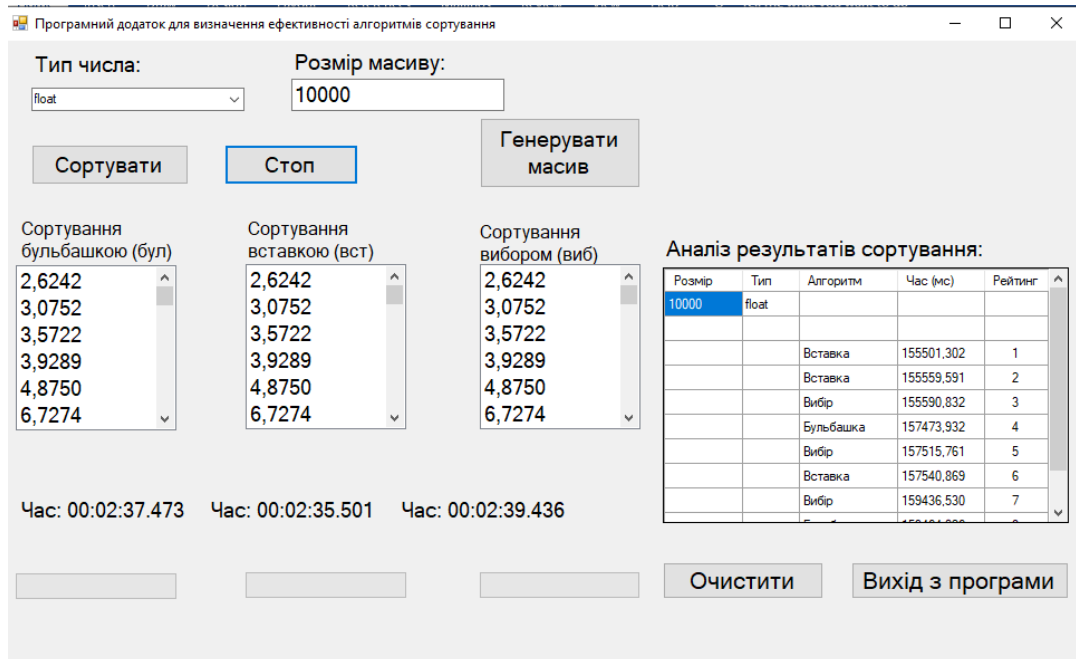 Програмний додаток для визначення ефективності алгоритмів сортування
Тип числа:
Розмір масиву:
float
10000
Сортувати
Стоп
Генерувати
масив
Сортування
бульбашкою (бул)
Сортування
вставкою (вст)
Сортування
вибором (виб)
2,6242
3,0752
3,5722
3,9289
4,8750
6,7274
2,6242
3,0752
3,5722
3,9289
4,8750
6,7274
2,6242
3,0752
3,5722
3,9289
4,8750
6,7274
Аналіз результатів сортування:
Розмір Тип Алгоритм Час (мс) Рейтинг
10000 float
Вставка 155501,302 1
Вставка 155559,591 2
Вибір 155590,832 3
Бульбашка 157473,932 4
Вибір 157515,761 5
Вставка 157540,869 6
Вибір 159436,530 7
Час: 00:02:37.473
Час: 00:02:35.501
Час: 00:02:39.436
Очистити
Вихід з програми